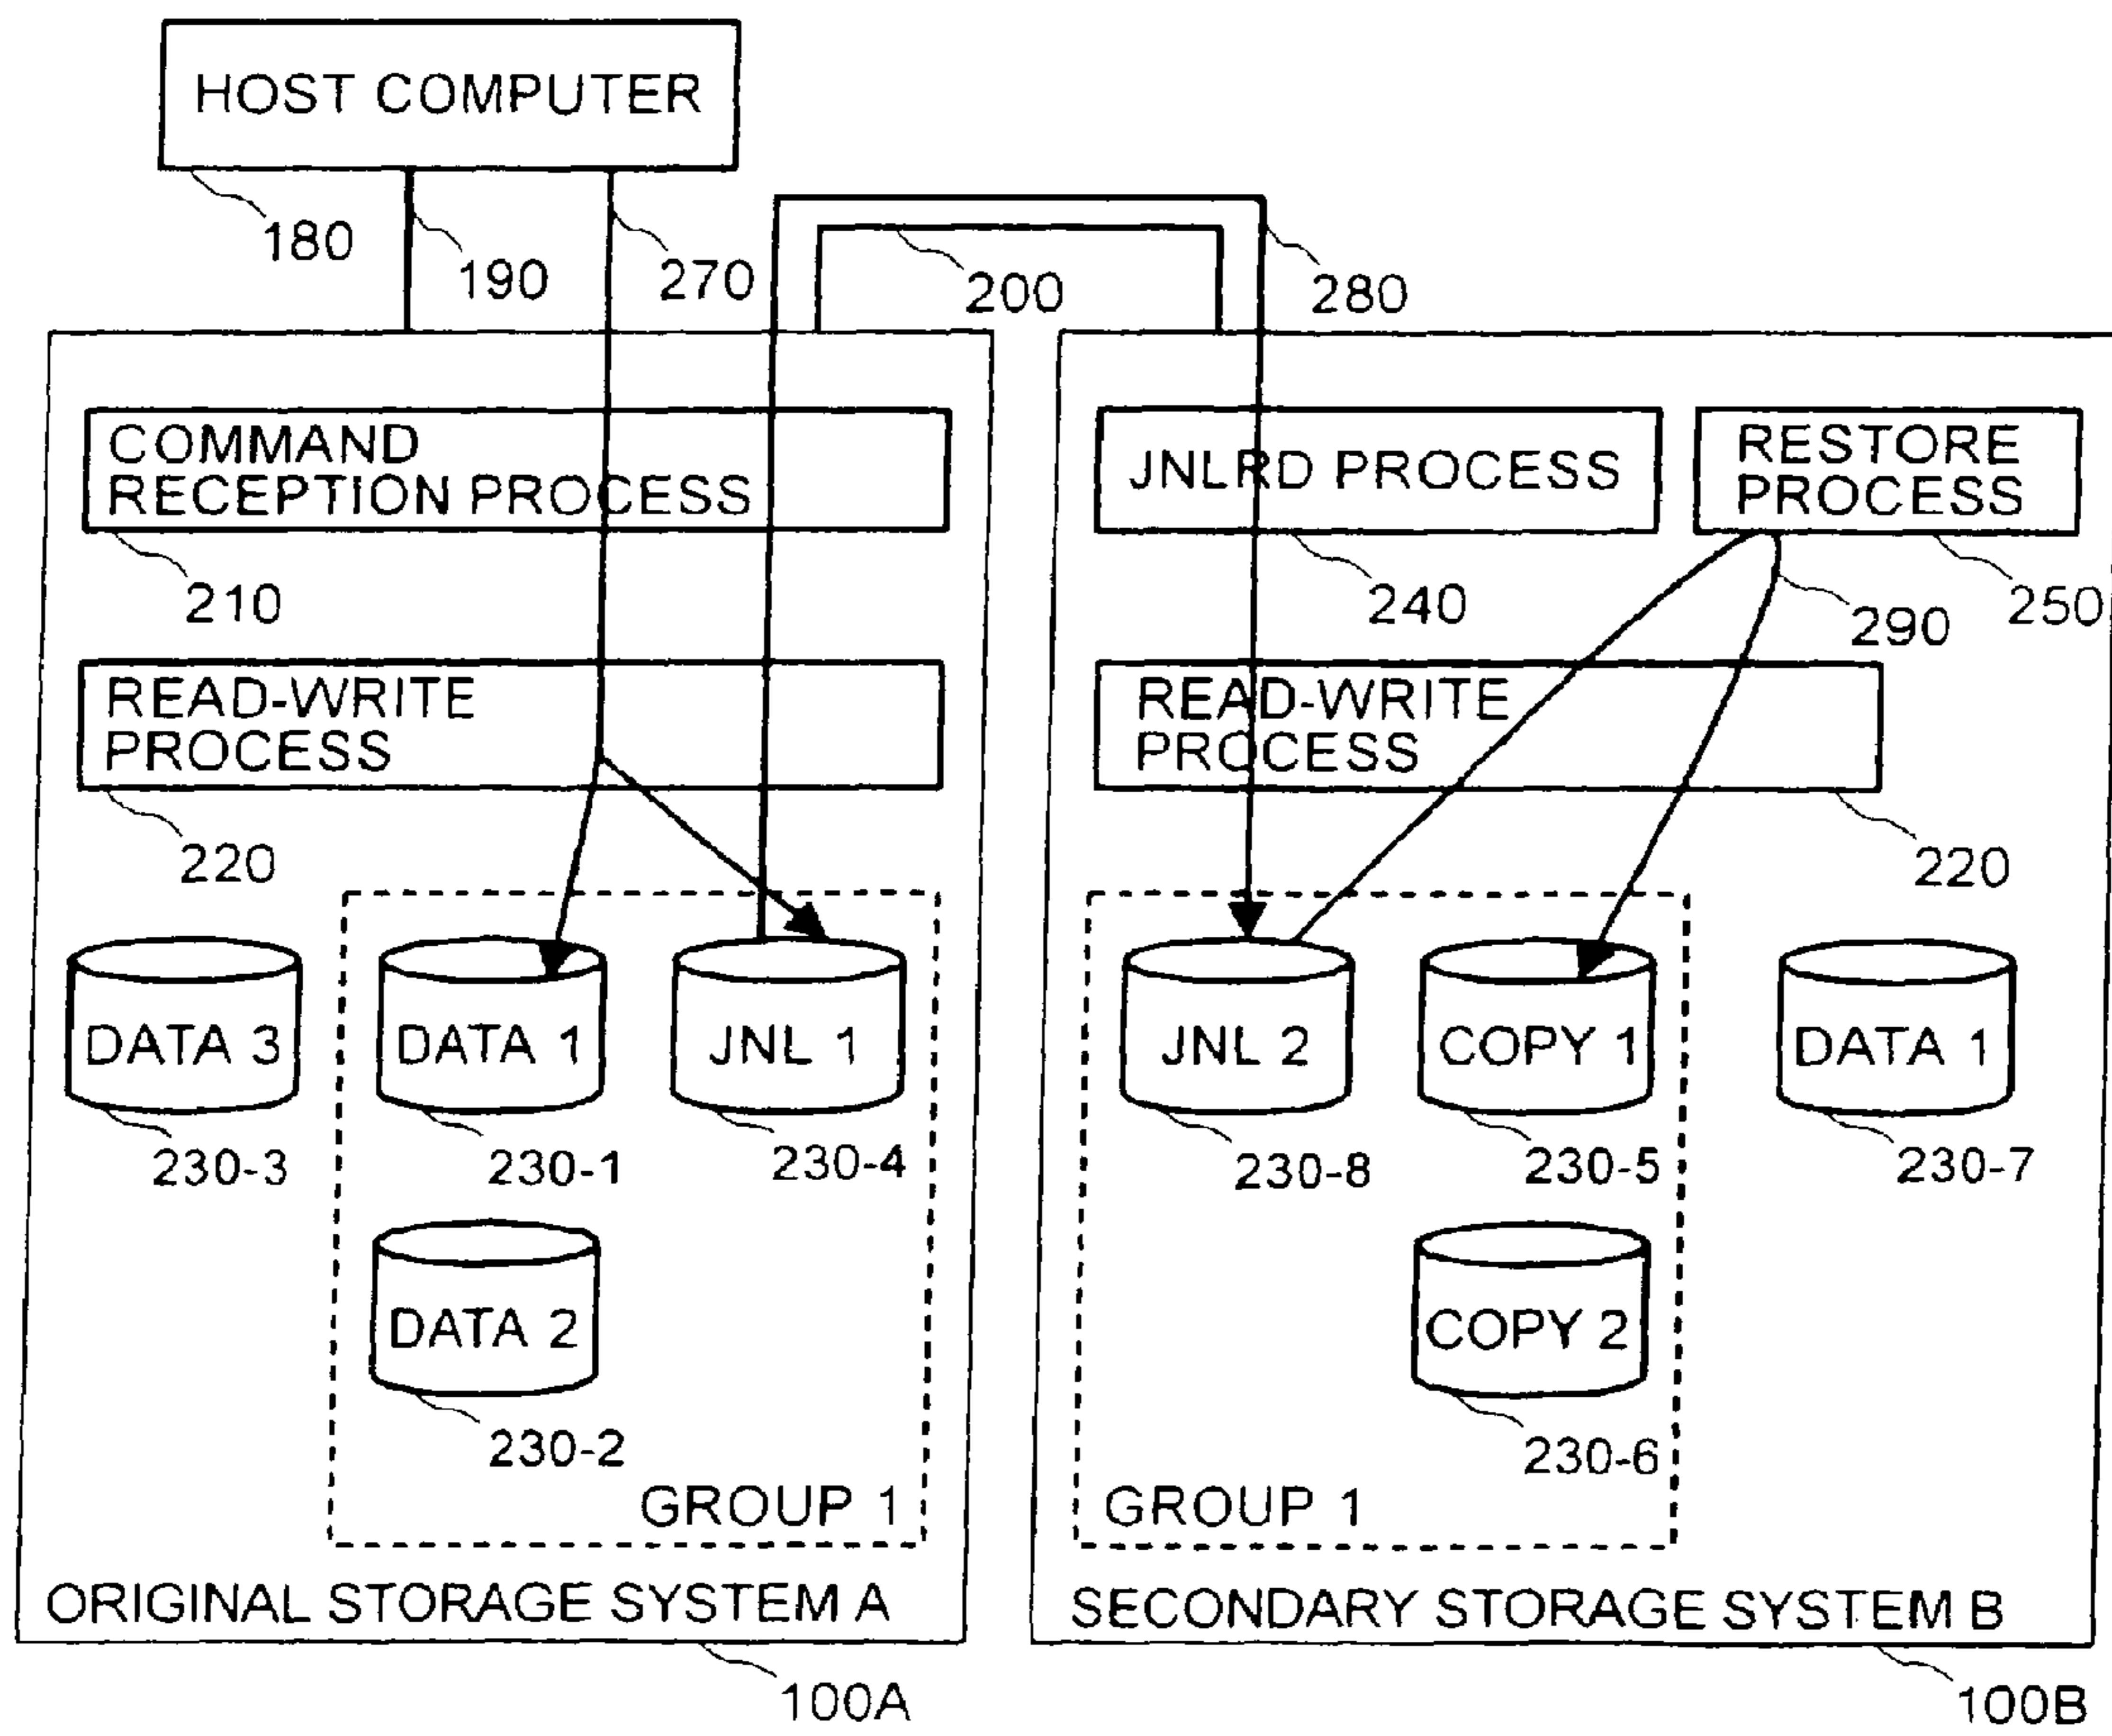 HOST COMPUTER
180
190
270
200
280
COMMAND
RECEPTION PROCESS
210
JNLRD PROCESS
240
RESTORE
PROCESS
250
290
READ-WRITE
PROCESS
220
READ-WRITE
PROCESS
220
DATA 3
230-3
DATA 1
230-1
JNL 1
230-4
DATA 2
230-2
GROUP 1
JNL 2
230-8
COPY 1
230-5
DATA 1
230-7
COPY 2
230-6
GROUP 1
ORIGINAL STORAGE SYSTEM A
100A
SECONDARY STORAGE SYSTEM B
100B